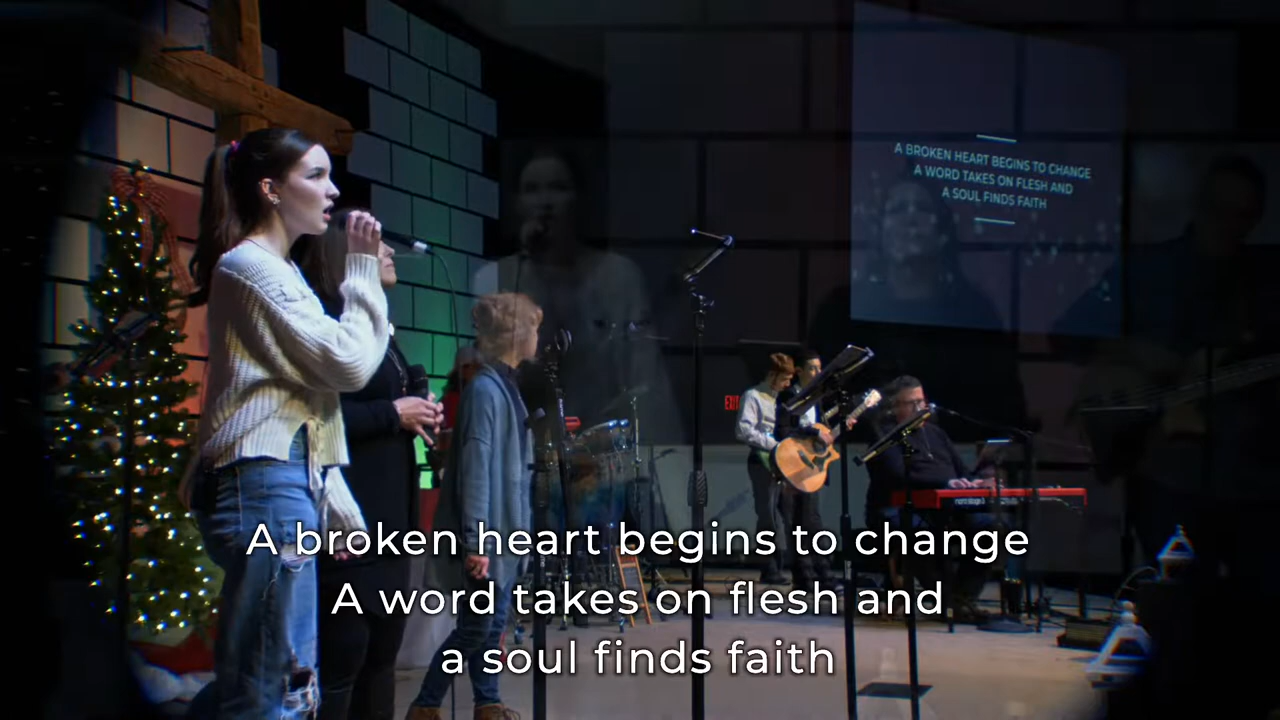 A BROKEN HEART BEGINS TO CHANGE
A WORD TAKES ON FLESH AND
A SOUL FINDS FAITH
EXIT
A broken heart begins to change
A word takes on flesh and
a soul finds faith